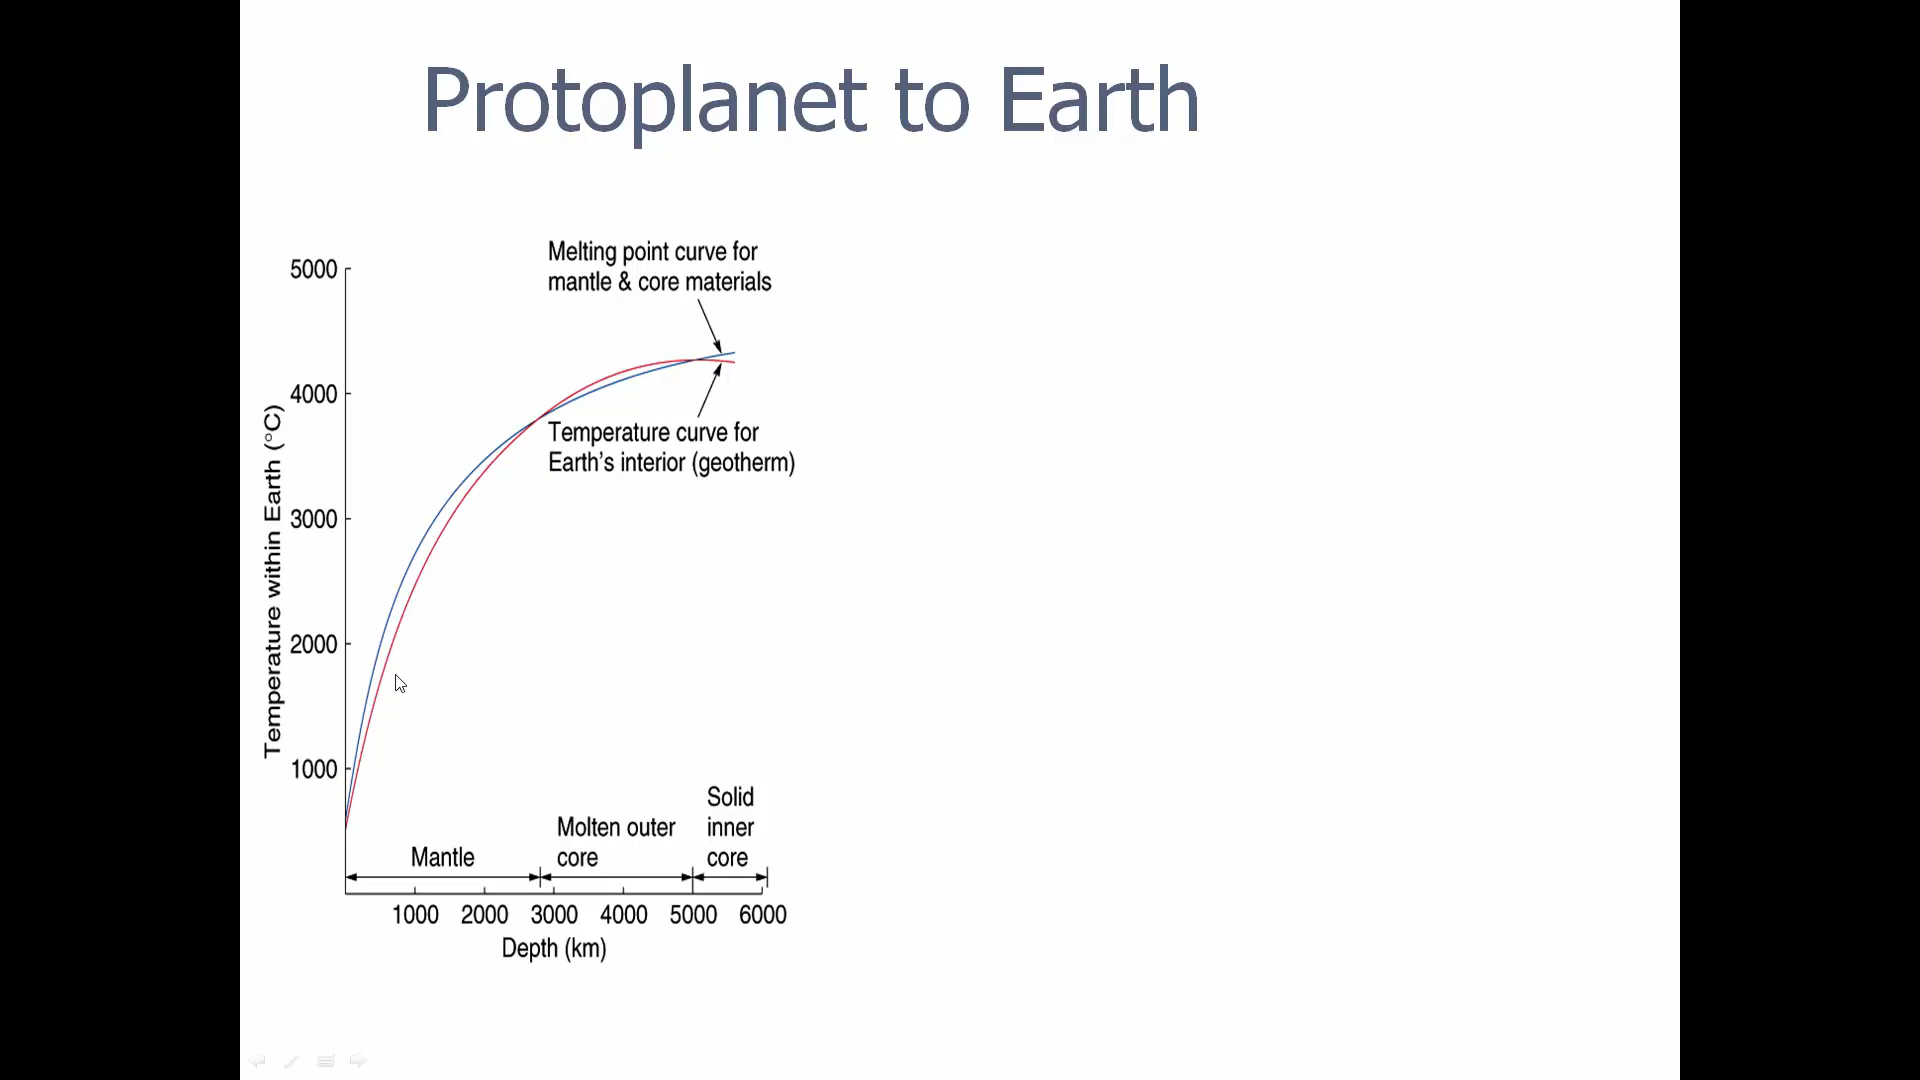 Protoplanet to Earth
Melting point curve for
mantle & core materials
5000
4000
3000
2000
1000
Temperature within Earth (°C)
Temperature curve for
Earth's interior (geotherm)
Mantle
Molten outer
core
Solid
inner
core
1000 2000 3000 4000 5000 6000
Depth (km)